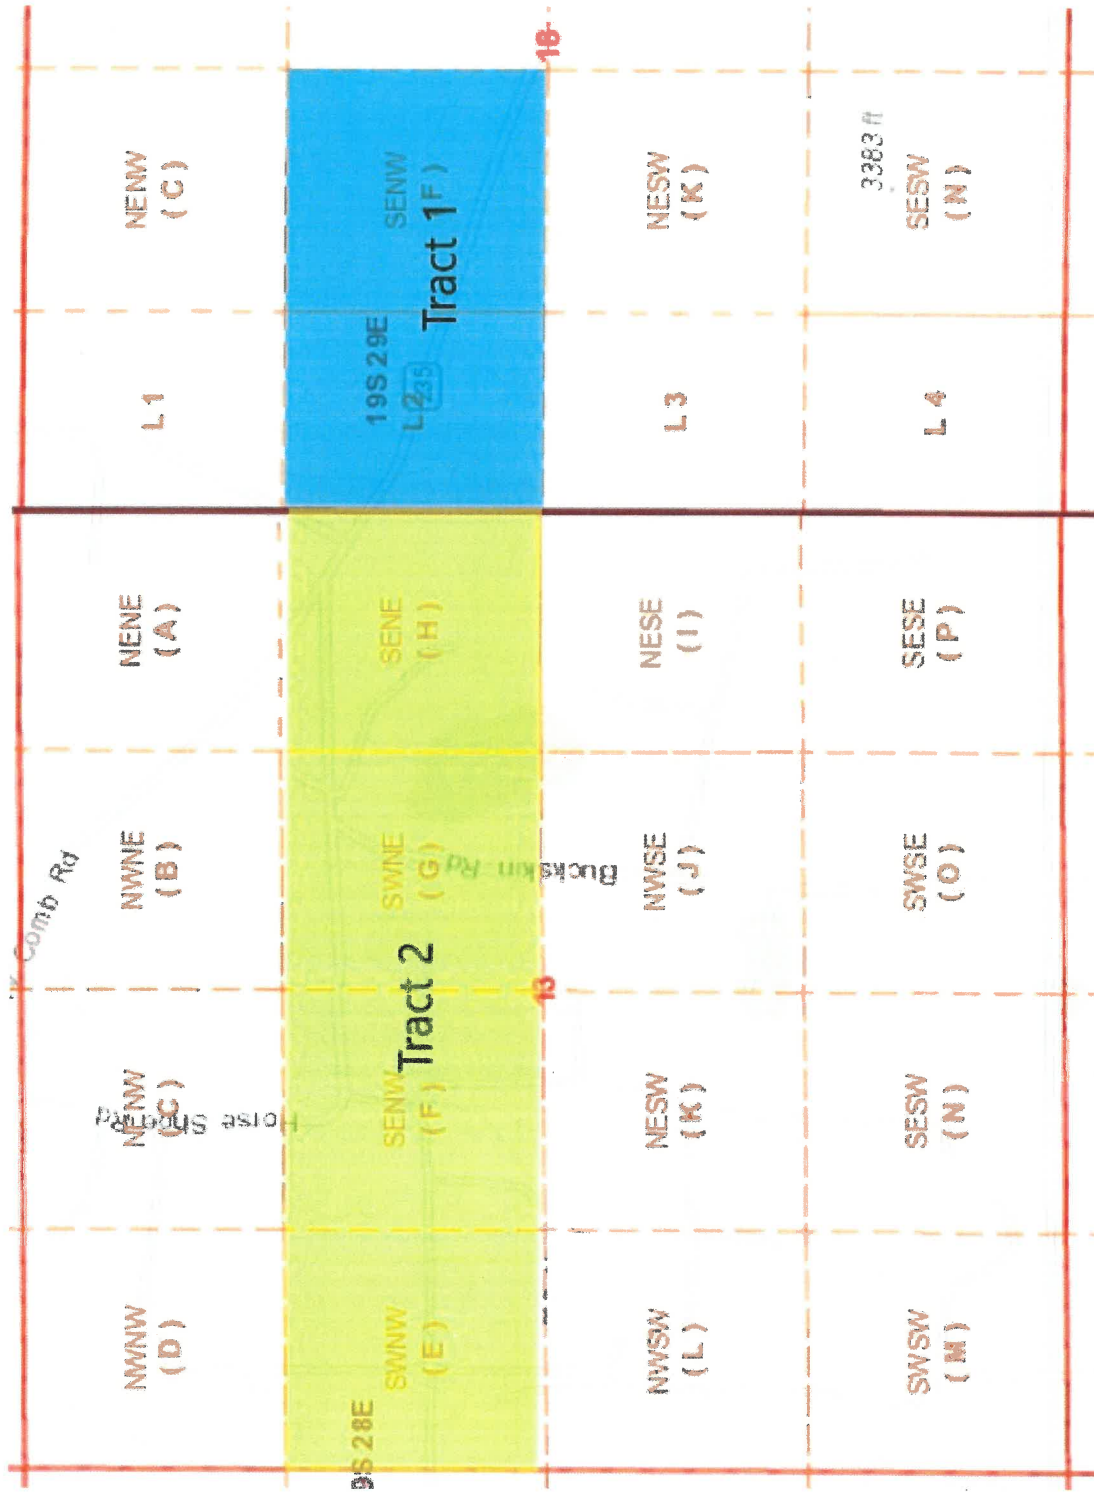 NWNW
( D )
NENW
( C )
Horse Shoe Rd
Comb Rd
NWNE
( B )
NENE
( A )
L 1
NENW
( C )
9S 28E
SWNW
( E )
SENW
( F )
Tract 2
SWNE
( G )
Buckskin Rd
SENE
( H )
19S 29E
L 2
235
Tract 1
SENW
F )
13
18
NWSW
( L )
NESW
( K )
NWSE
( J )
NESE
( I )
L 3
NESW
( K )
3383 ft
SWSW
( M )
SESW
( N )
SWSE
( O )
SESE
( P )
L 4
SESW
( N )